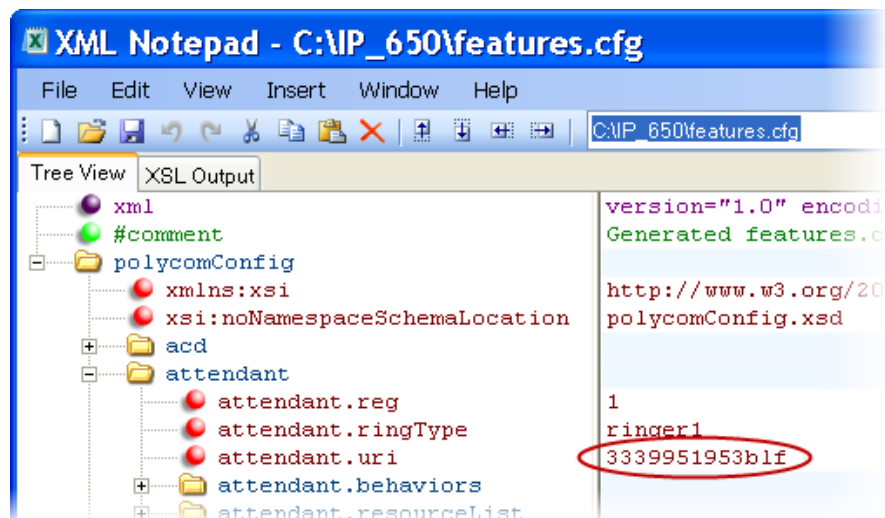 XML Notepad - C:\IP_650\features.cfg
File Edit View Insert Window Help
C:\IP_650\features.cfg
Tree View XSL Output
xml version="1.0" encodi
#comment Generated features.c
polycomConfig
xmlns:xsi http://www.w3.org/20
xsi:noNamespaceSchemaLocation polycomConfig.xsd
acd
attendant
attendant.reg 1
attendant.ringType ringer1
attendant.uri 3339951953blf
attendant.behaviors
attendant.resourceList